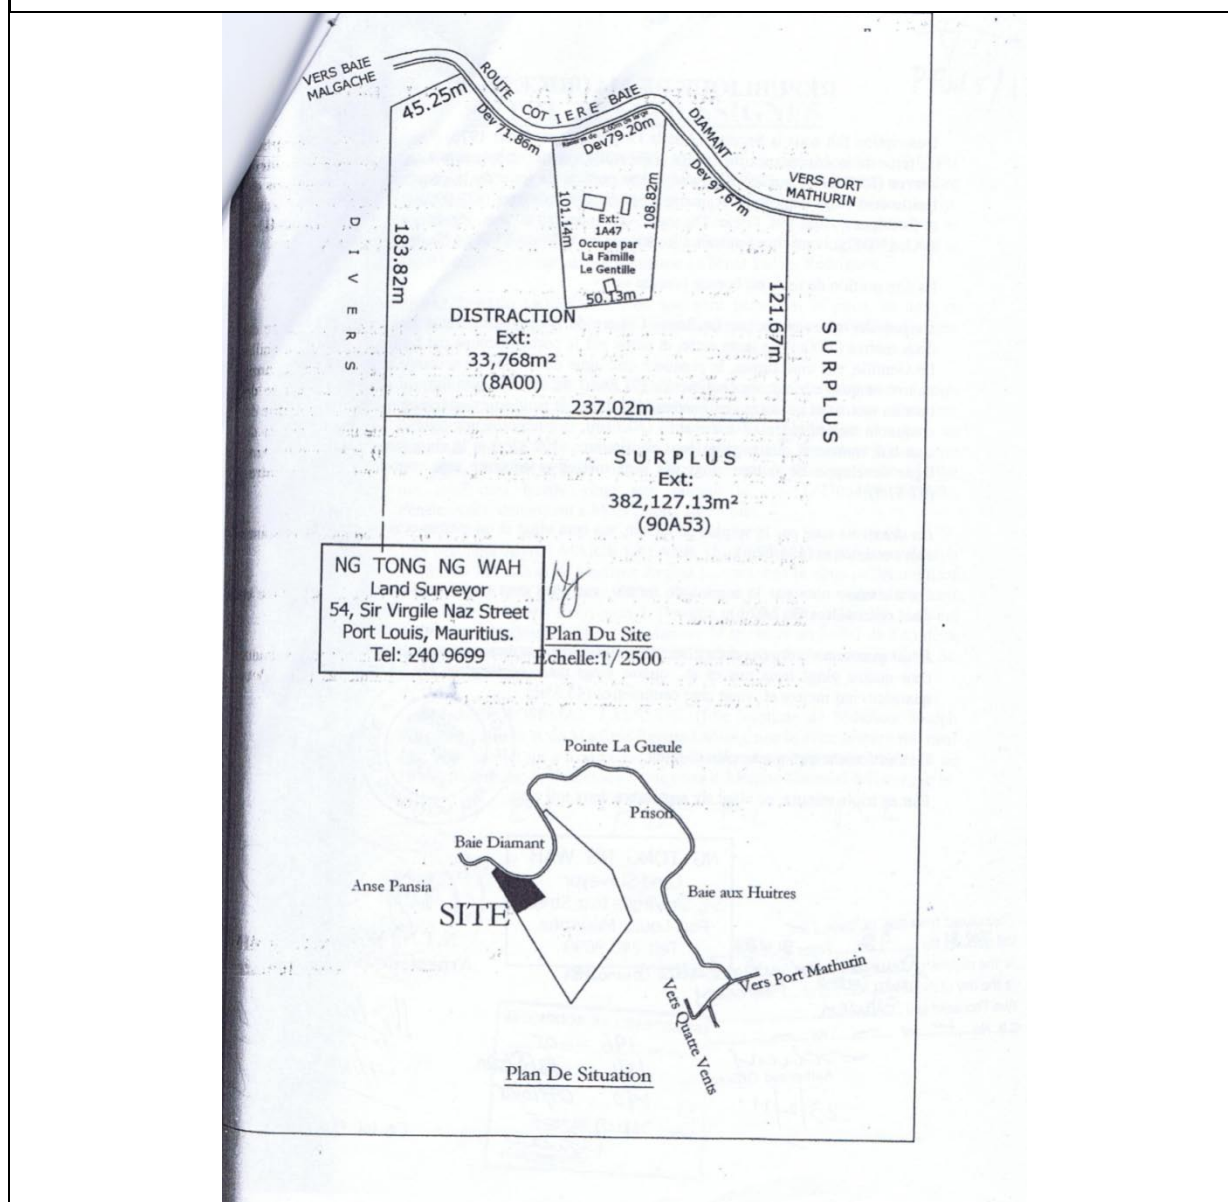 VERS BAIE
MALGACHE
ROUTE COTIERE BAIE DIAMANT
VERS PORT
MATHURIN
45.25m
Dev 71.86m
Dev79.20m
Dev 97.67m
101.14m
108.82m
Ext:
1A47
Occupe par
La Famille
Le Gentille
50.13m
DIVERS
183.82m
121.67m
SURPLUS
DISTRACTION
Ext:
33,768m²
(8A00)
237.02m
SURPLUS
Ext:
382,127.13m²
(90A53)
NG TONG NG WAH
Land Surveyor
54, Sir Virgile Naz Street
Port Louis, Mauritius.
Tel: 240 9699
Plan Du Site
Echelle:1/2500
Pointe La Gueule
Prison
Baie Diamant
Anse Pansia
Baie aux Huitres
SITE
Vers Port Mathurin
Vers Quatre Vents
Plan De Situation